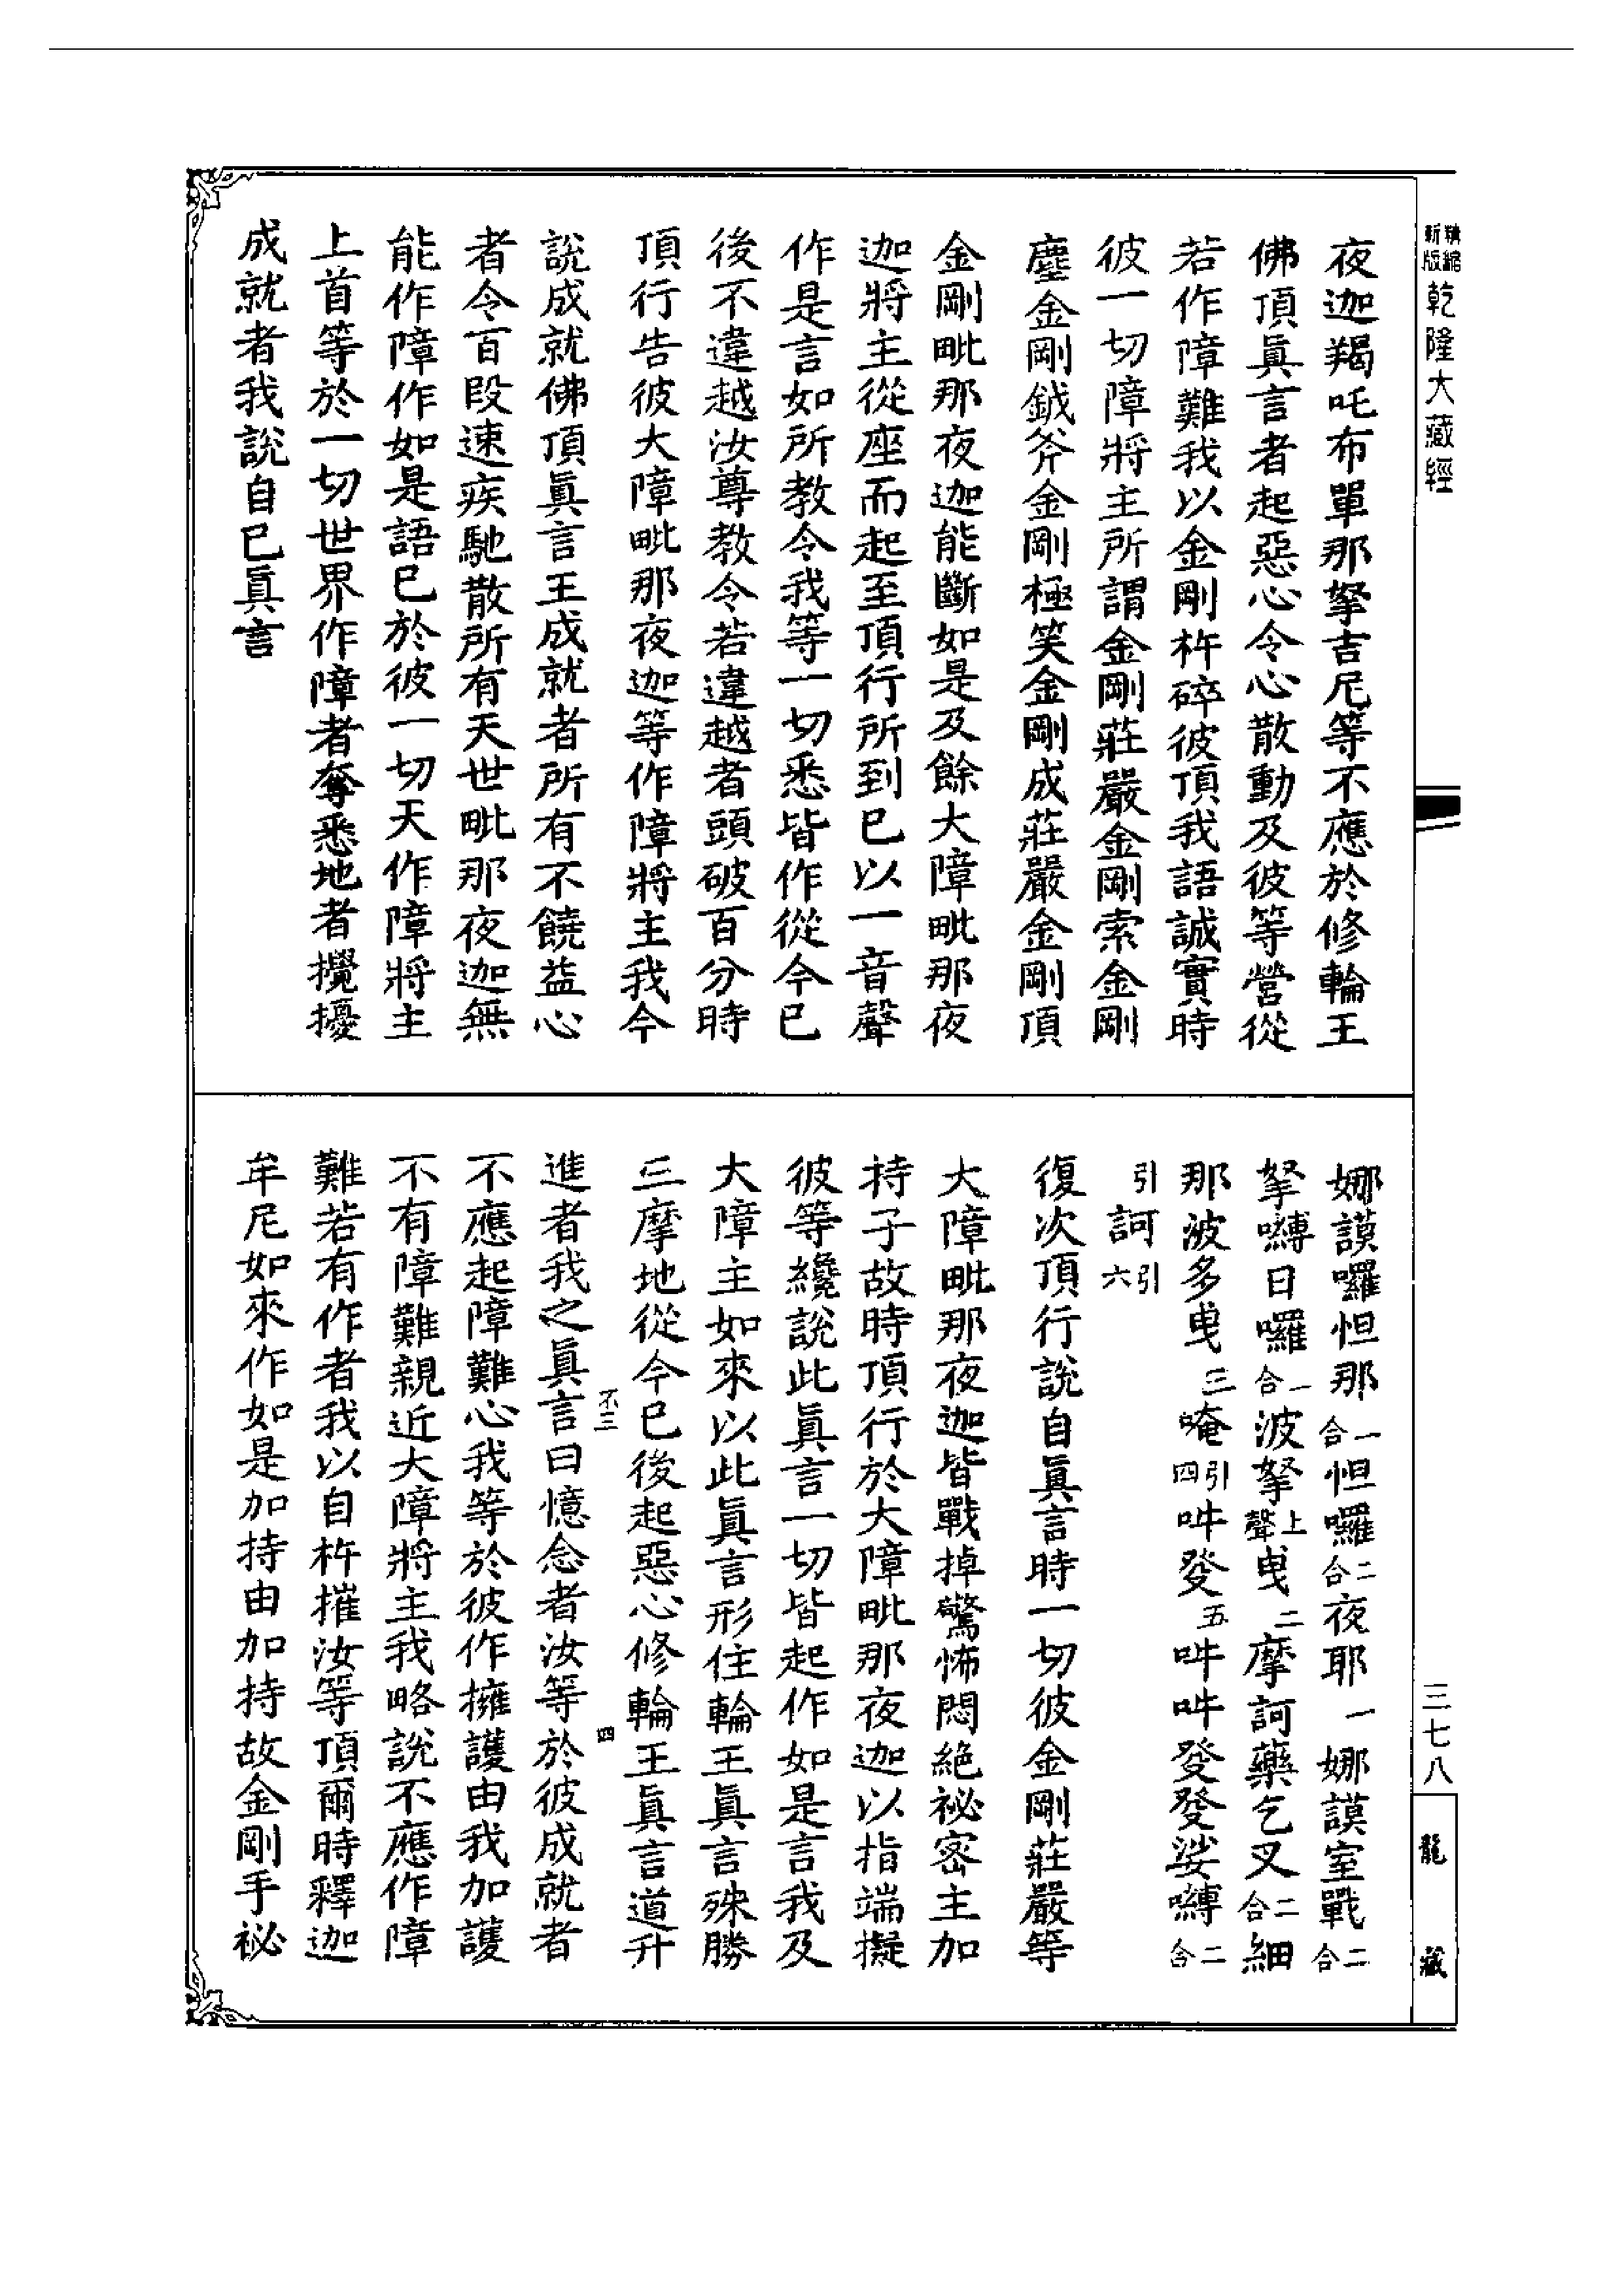 精縮新版乾隆大藏經
夜迦羯吒布單那拏吉尼等不應於修輪王
佛頂眞言者起惡心令心散動及彼等營從
若作障難我以金剛杵碎彼頂我語誠實時
彼一切障將主所謂金剛莊嚴金剛索金剛
塵金剛鉞斧金剛極笑金剛成莊嚴金剛頂
金剛毗那夜迦能斷如是及餘大障毗那夜
迦將主從座而起至頂行所到已以一音聲
作是言如所教令我等一切悉皆作從今已
後不違越汝尊教令若違越者頭破百分時
頂行告彼大障毗那夜迦等作障將主我今
說成就佛頂眞言王成就者所有不饒益心
者令百段速疾馳散所有天世毗那夜迦無
能作障作如是語已於彼一切天作障將主
上首等於一切世界作障者奪悉地者攪擾
成就者我說自已眞言
娜謨囉怛那一合怛囉二合夜耶一娜謨室戰二合
拏嚩日囉一合波拏上聲曳二摩訶藥乞叉二合細
那波多曳三唵引四吽發五吽吽發發娑嚩二合
引訶引六
復次頂行說自眞言時一切彼金剛莊嚴等
大障毗那夜迦皆戰掉驚怖悶絕祕密主加
持子故時頂行於大障毗那夜迦以指端擬
彼等纔說此眞言一切皆起作如是言我及
大障主如來以此眞言形住輪王眞言殊勝
三摩地從今已後起惡心修輪王眞言道升
不三
四
進者我之眞言曰憶念者汝等於彼成就者
不應起障難心我等於彼作擁護由我加護
不有障難親近大障將主我略說不應作障
難若有作者我以自杵摧汝等頂爾時釋迦
牟尼如來作如是加持由加持故金剛手祕
三七八
龍藏